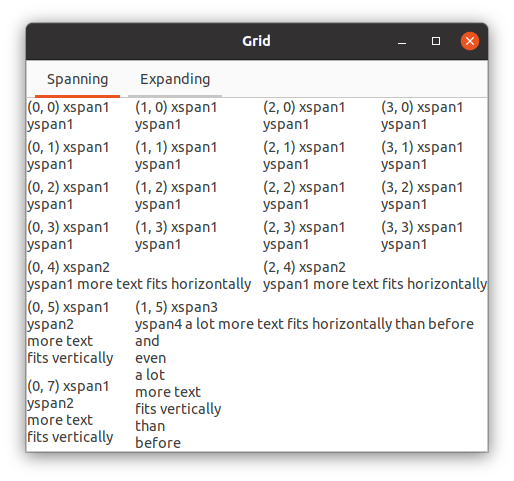 Grid
Spanning Expanding
(0, 0) xspan1 (1, 0) xspan1 (2, 0) xspan1 (3, 0) xspan1
yspan1 yspan1 yspan1 yspan1
(0, 1) xspan1 (1, 1) xspan1 (2, 1) xspan1 (3, 1) xspan1
yspan1 yspan1 yspan1 yspan1
(0, 2) xspan1 (1, 2) xspan1 (2, 2) xspan1 (3, 2) xspan1
yspan1 yspan1 yspan1 yspan1
(0, 3) xspan1 (1, 3) xspan1 (2, 3) xspan1 (3, 3) xspan1
yspan1 yspan1 yspan1 yspan1
(0, 4) xspan2 (2, 4) xspan2
yspan1 more text fits horizontally yspan1 more text fits horizontally
(0, 5) xspan1
yspan2
more text
fits vertically
(0, 7) xspan1
yspan2
more text
fits vertically
(1, 5) xspan3
yspan4 a lot more text fits horizontally than before
and
even
a lot
more text
fits vertically
than
before